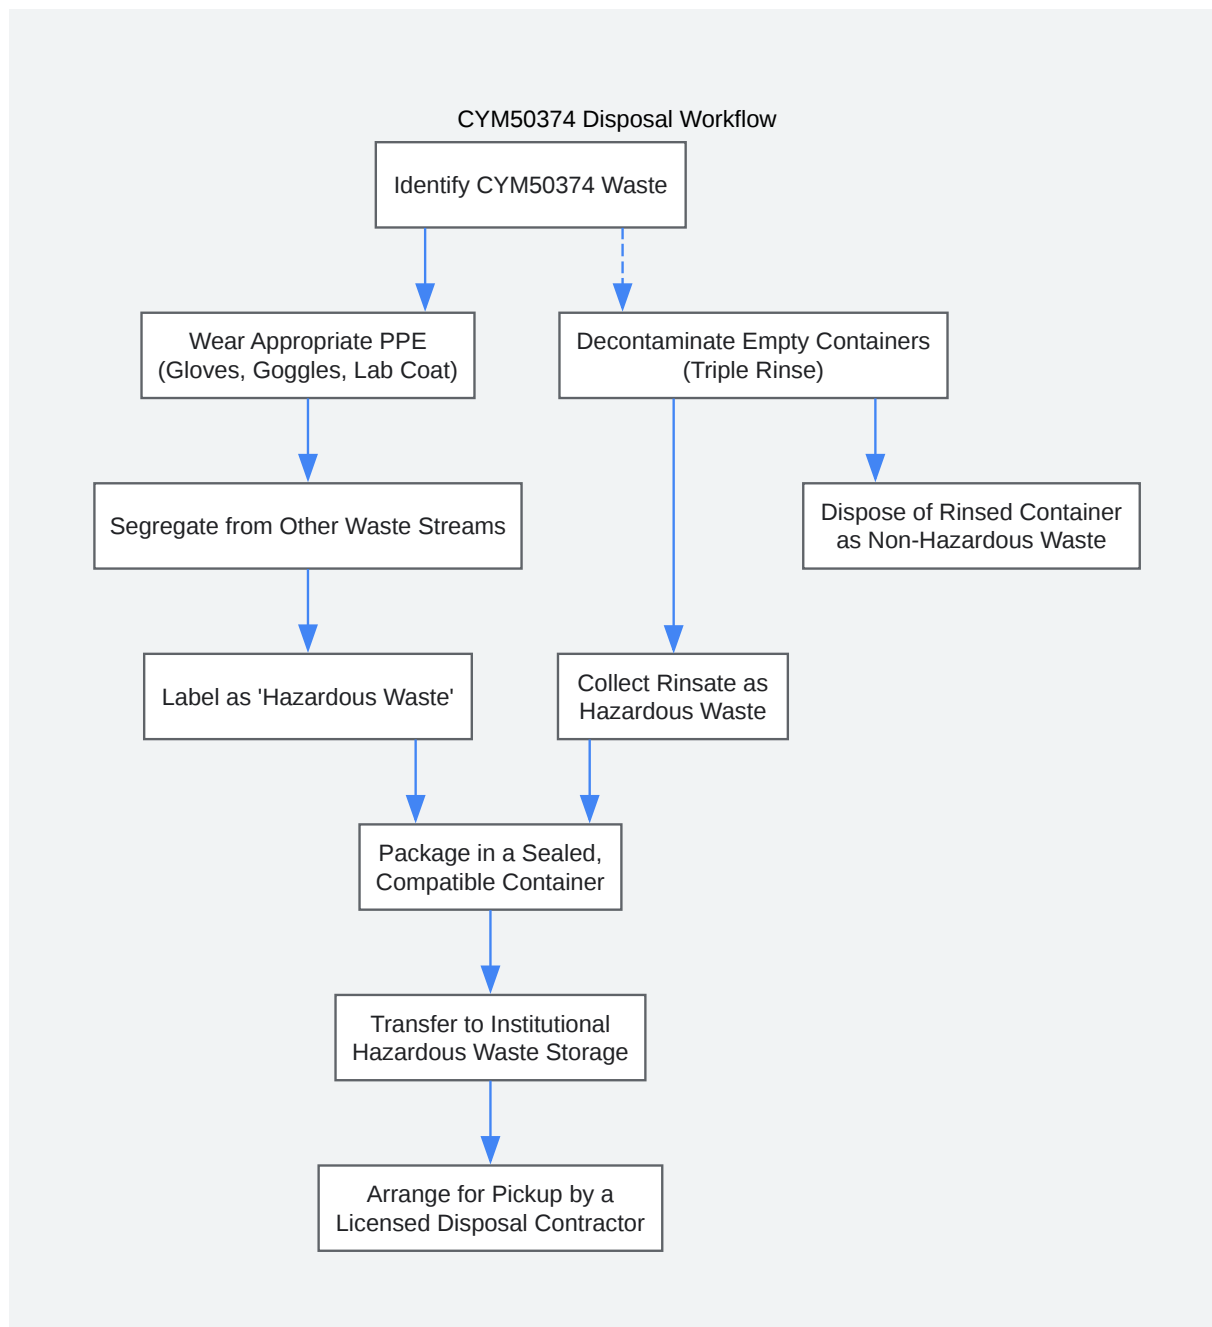 CYM50374 Disposal Workflow
Identify CYM50374 Waste
Wear Appropriate PPE
(Gloves, Goggles, Lab Coat)
Decontaminate Empty Containers
(Triple Rinse)
Segregate from Other Waste Streams
Dispose of Rinsed Container
as Non-Hazardous Waste
Label as 'Hazardous Waste'
Collect Rinsate as
Hazardous Waste
Package in a Sealed,
Compatible Container
Transfer to Institutional
Hazardous Waste Storage
Arrange for Pickup by a
Licensed Disposal Contractor